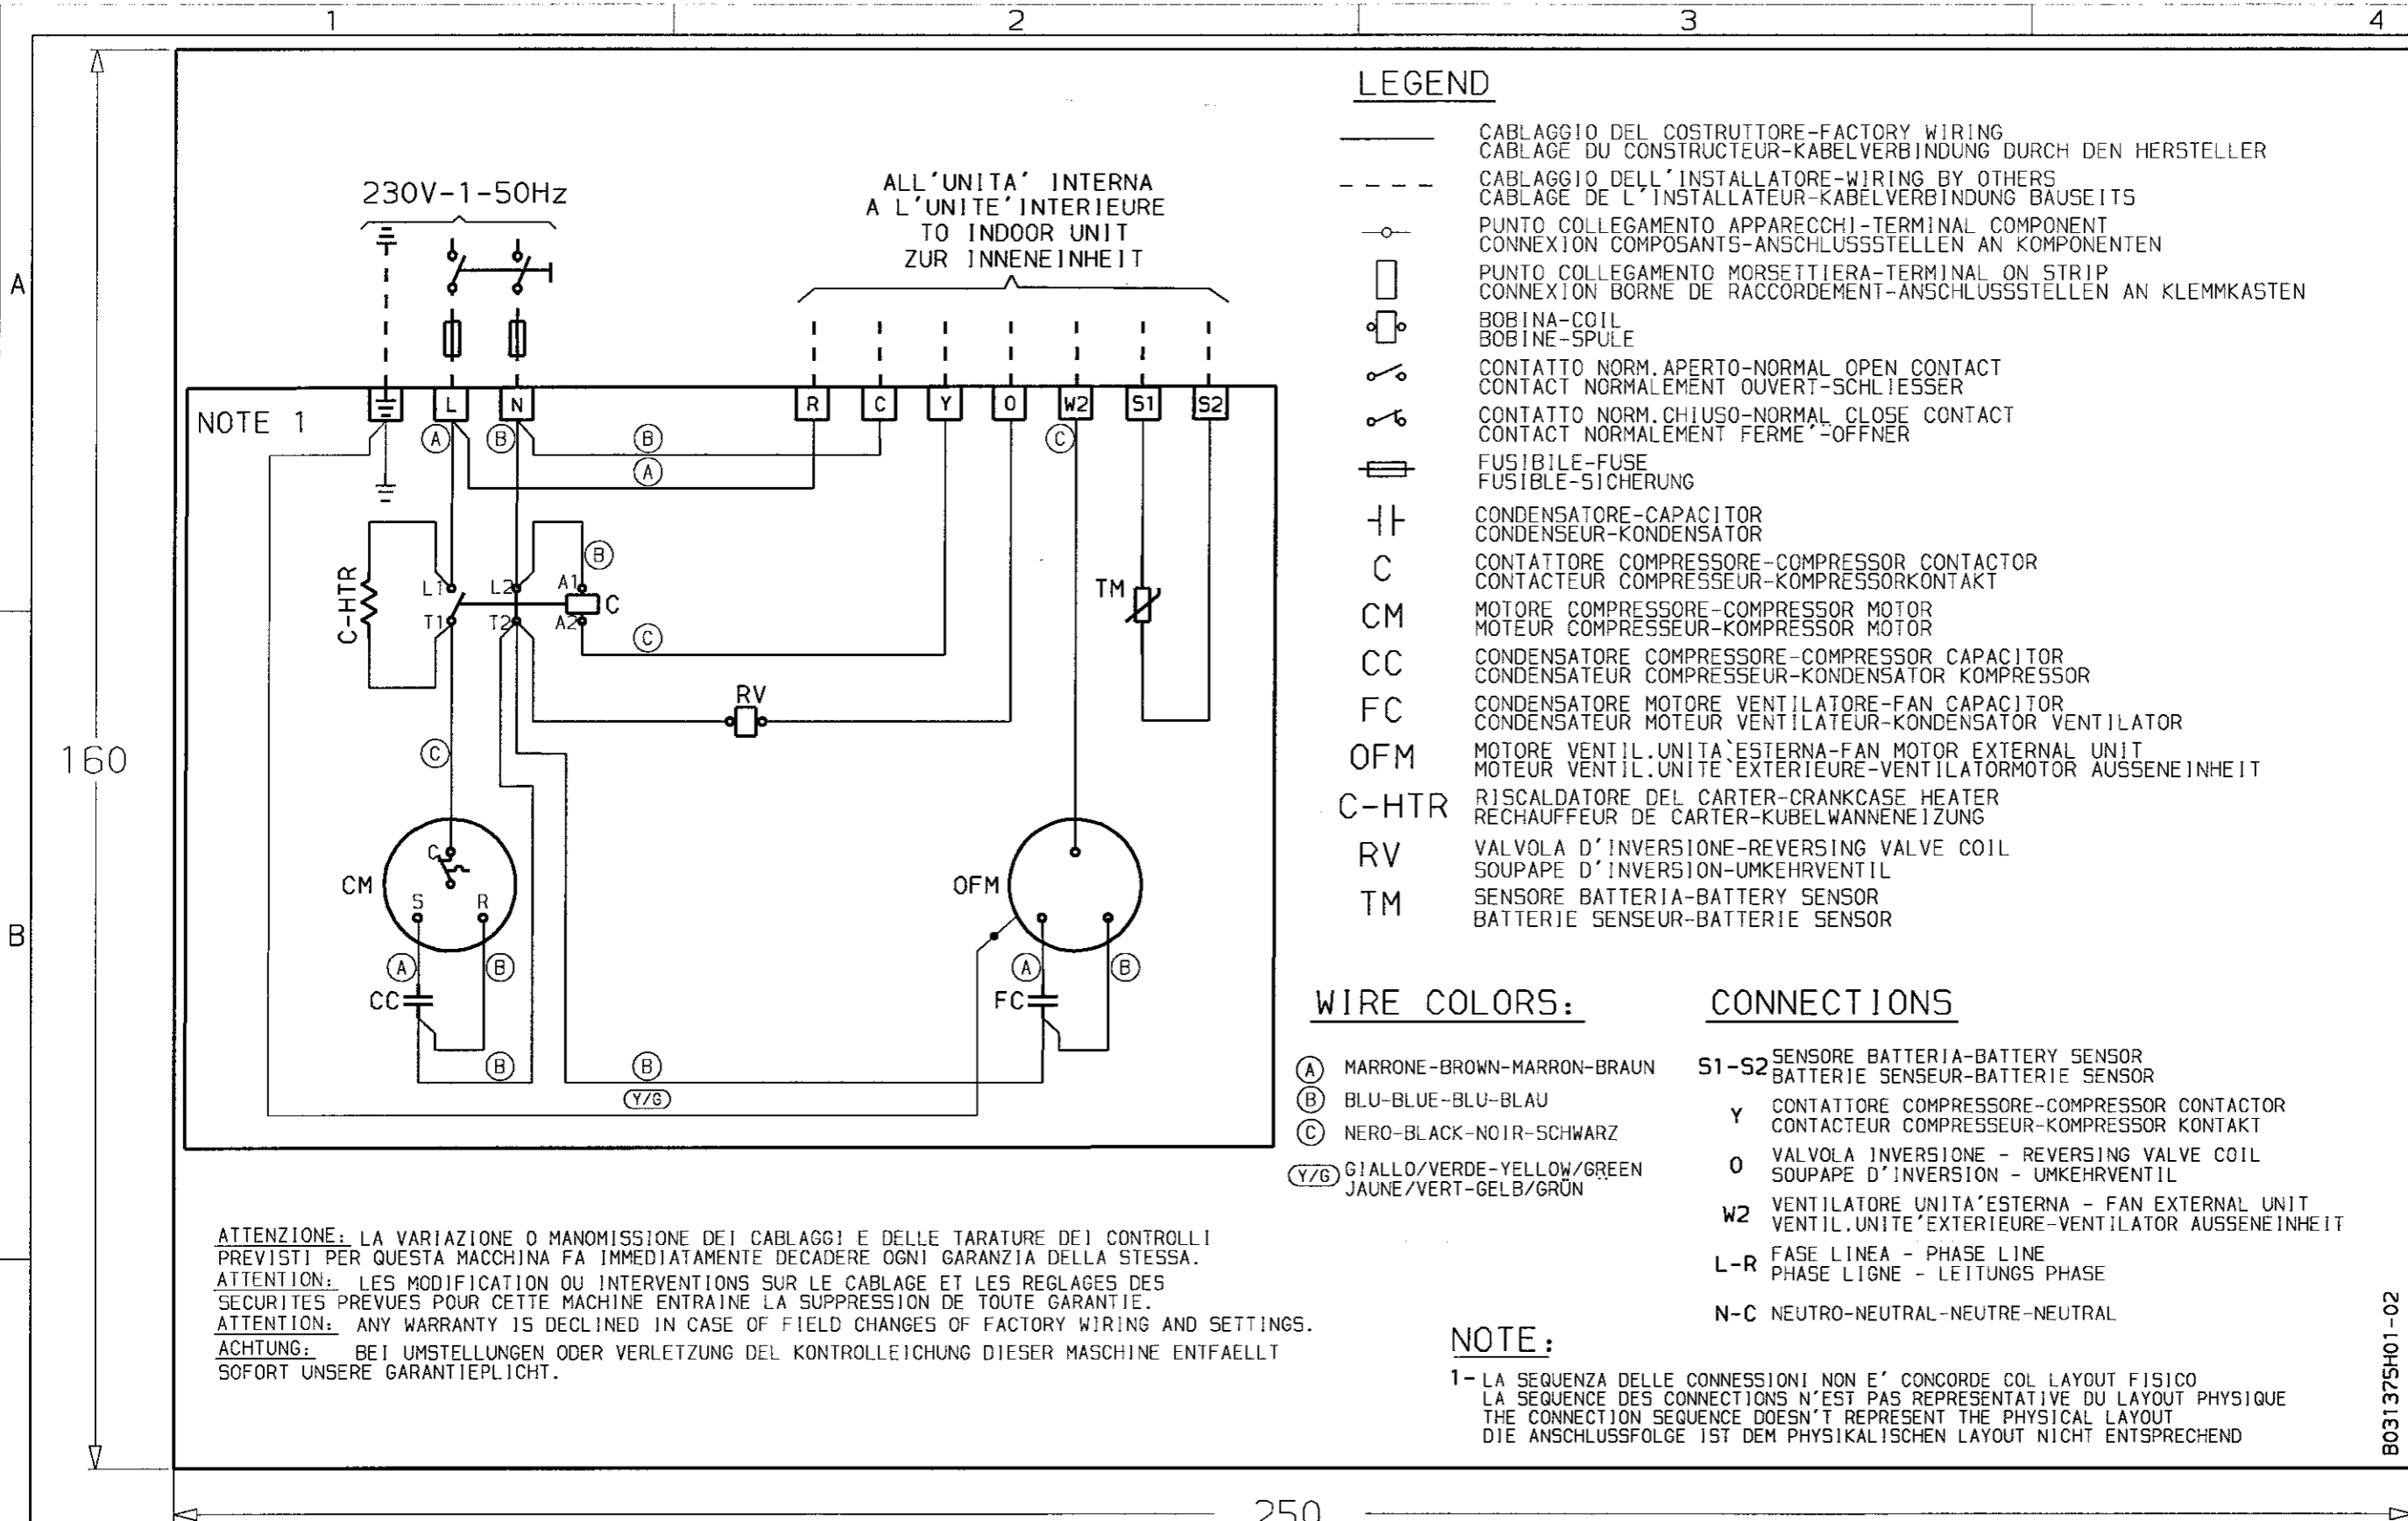 1
2
3
4
A
B
160
250
230V-1-50Hz
ALL'UNITA' INTERNA
A L'UNITE'INTERIEURE
TO INDOOR UNIT
ZUR INNENEINHEIT
NOTE 1
L
N
R
C
Y
O
W2
S1
S2
A
B
B
A
C
B
C-HTR
L1
L2
A1
C
T1
T2
A2
C
TM
RV
C
CM
C
S
R
OFM
A
B
A
B
CC
FC
B
B
Y/G
LEGEND
CABLAGGIO DEL COSTRUTTORE-FACTORY WIRING
CABLAGE DU CONSTRUCTEUR-KABELVERBINDUNG DURCH DEN HERSTELLER
CABLAGGIO DELL'INSTALLATORE-WIRING BY OTHERS
CABLAGE DE L'INSTALLATEUR-KABELVERBINDUNG BAUSEITS
PUNTO COLLEGAMENTO APPARECCHI-TERMINAL COMPONENT
CONNEXION COMPOSANTS-ANSCHLUSSSTELLEN AN KOMPONENTEN
PUNTO COLLEGAMENTO MORSETTIERA-TERMINAL ON STRIP
CONNEXION BORNE DE RACCORDEMENT-ANSCHLUSSSTELLEN AN KLEMMKASTEN
BOBINA-COIL
BOBINE-SPULE
CONTATTO NORM.APERTO-NORMAL OPEN CONTACT
CONTACT NORMALEMENT OUVERT-SCHLIESSER
CONTATTO NORM.CHIUSO-NORMAL CLOSE CONTACT
CONTACT NORMALEMENT FERME'-OFFNER
FUSIBILE-FUSE
FUSIBLE-SICHERUNG
CONDENSATORE-CAPACITOR
CONDENSEUR-KONDENSATOR
C CONTATTORE COMPRESSORE-COMPRESSOR CONTACTOR
CONTACTEUR COMPRESSEUR-KOMPRESSORKONTAKT
CM MOTORE COMPRESSORE-COMPRESSOR MOTOR
MOTEUR COMPRESSEUR-KOMPRESSOR MOTOR
CC CONDENSATORE COMPRESSORE-COMPRESSOR CAPACITOR
CONDENSATEUR COMPRESSEUR-KONDENSATOR KOMPRESSOR
FC CONDENSATORE MOTORE VENTILATORE-FAN CAPACITOR
CONDENSATEUR MOTEUR VENTILATEUR-KONDENSATOR VENTILATOR
OFM MOTORE VENTIL.UNITA`ESTERNA-FAN MOTOR EXTERNAL UNIT
MOTEUR VENTIL.UNITE`EXTERIEURE-VENTILATORMOTOR AUSSENEINHEIT
C-HTR RISCALDATORE DEL CARTER-CRANKCASE HEATER
RECHAUFFEUR DE CARTER-KUBELWANNENEIZUNG
RV VALVOLA D'INVERSIONE-REVERSING VALVE COIL
SOUPAPE D'INVERSION-UMKEHRVENTIL
TM SENSORE BATTERIA-BATTERY SENSOR
BATTERIE SENSEUR-BATTERIE SENSOR
WIRE COLORS:
A MARRONE-BROWN-MARRON-BRAUN
B BLU-BLUE-BLU-BLAU
C NERO-BLACK-NOIR-SCHWARZ
Y/G GIALLO/VERDE-YELLOW/GREEN
JAUNE/VERT-GELB/GRÜN
CONNECTIONS
S1-S2 SENSORE BATTERIA-BATTERY SENSOR
BATTERIE SENSEUR-BATTERIE SENSOR
Y CONTATTORE COMPRESSORE-COMPRESSOR CONTACTOR
CONTACTEUR COMPRESSEUR-KOMPRESSOR KONTAKT
O VALVOLA INVERSIONE - REVERSING VALVE COIL
SOUPAPE D'INVERSION - UMKEHRVENTIL
W2 VENTILATORE UNITA'ESTERNA - FAN EXTERNAL UNIT
VENTIL.UNITE'EXTERIEURE-VENTILATOR AUSSENEINHEIT
L-R FASE LINEA - PHASE LINE
PHASE LIGNE - LEITUNGS PHASE
N-C NEUTRO-NEUTRAL-NEUTRE-NEUTRAL
ATTENZIONE: LA VARIAZIONE O MANOMISSIONE DEI CABLAGGI E DELLE TARATURE DEI CONTROLLI
PREVISTI PER QUESTA MACCHINA FA IMMEDIATAMENTE DECADERE OGNI GARANZIA DELLA STESSA.
ATTENTION: LES MODIFICATION OU INTERVENTIONS SUR LE CABLAGE ET LES REGLAGES DES
SECURITES PREVUES POUR CETTE MACHINE ENTRAINE LA SUPPRESSION DE TOUTE GARANTIE.
ATTENTION: ANY WARRANTY IS DECLINED IN CASE OF FIELD CHANGES OF FACTORY WIRING AND SETTINGS.
ACHTUNG: BEI UMSTELLUNGEN ODER VERLETZUNG DEL KONTROLLEICHUNG DIESER MASCHINE ENTFAELLT
SOFORT UNSERE GARANTIEPLICHT.
NOTE:
1- LA SEQUENZA DELLE CONNESSIONI NON E' CONCORDE COL LAYOUT FISICO
LA SEQUENCE DES CONNECTIONS N'EST PAS REPRESENTATIVE DU LAYOUT PHYSIQUE
THE CONNECTION SEQUENCE DOESN'T REPRESENT THE PHYSICAL LAYOUT
DIE ANSCHLUSSFOLGE IST DEM PHYSIKALISCHEN LAYOUT NICHT ENTSPRECHEND
B031375H01-02